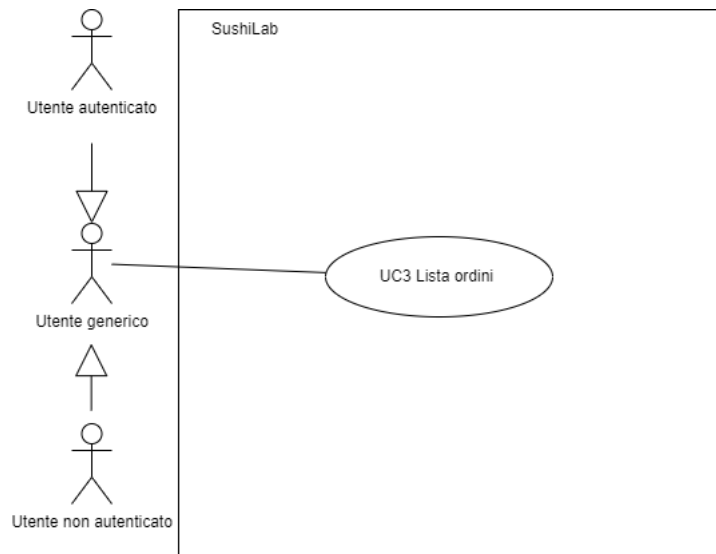 SushiLab
Utente autenticato
UC3 Lista ordini
Utente generico
Utente non autenticato